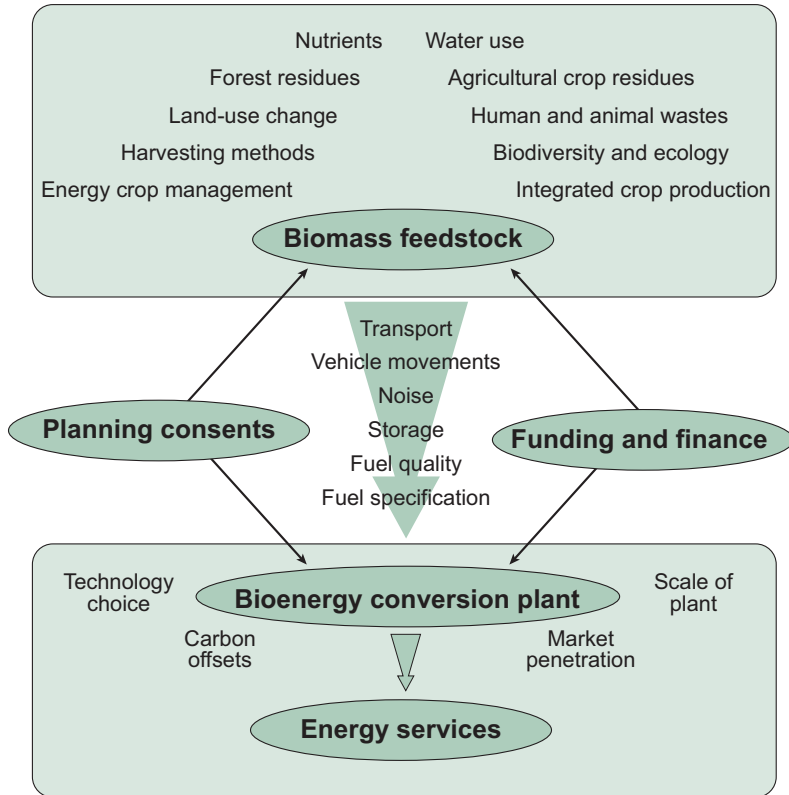 Nutrients
Water use
Forest residues
Agricultural crop residues
Land-use change
Human and animal wastes
Harvesting methods
Biodiversity and ecology
Energy crop management
Integrated crop production
Biomass feedstock
Transport
Vehicle movements
Noise
Planning consents
Storage
Funding and finance
Fuel quality
Fuel specification
Technology
choice
Bioenergy conversion plant
Scale of
plant
Carbon
offsets
Market
penetration
Energy services